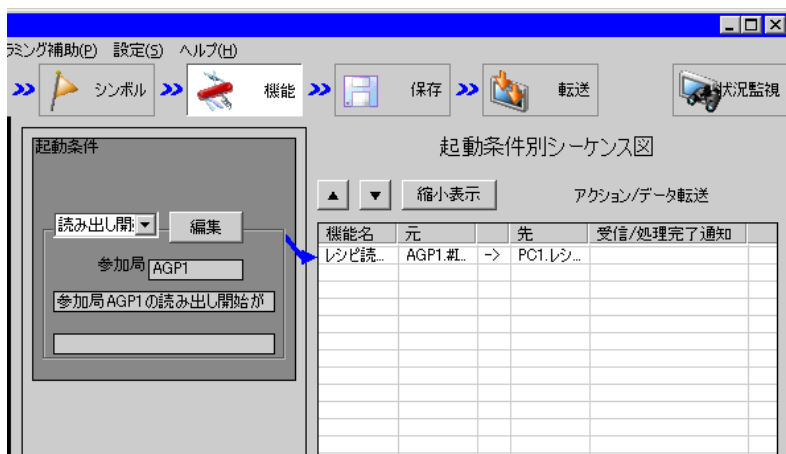 ラミング補助(P) 設定(S) ヘルプ(H)
シンボル 機能 保存 転送 状況監視
起動条件
起動条件別シーケンス図
▲ ▼ 縮小表示 アクション/データ転送
読み出し開 編集
機能名 元 先 受信/処理完了通知
レシピ読... AGP1.#I.. -> PC1.レシ...
参加局 AGP1
参加局AGP1の読み出し開始が